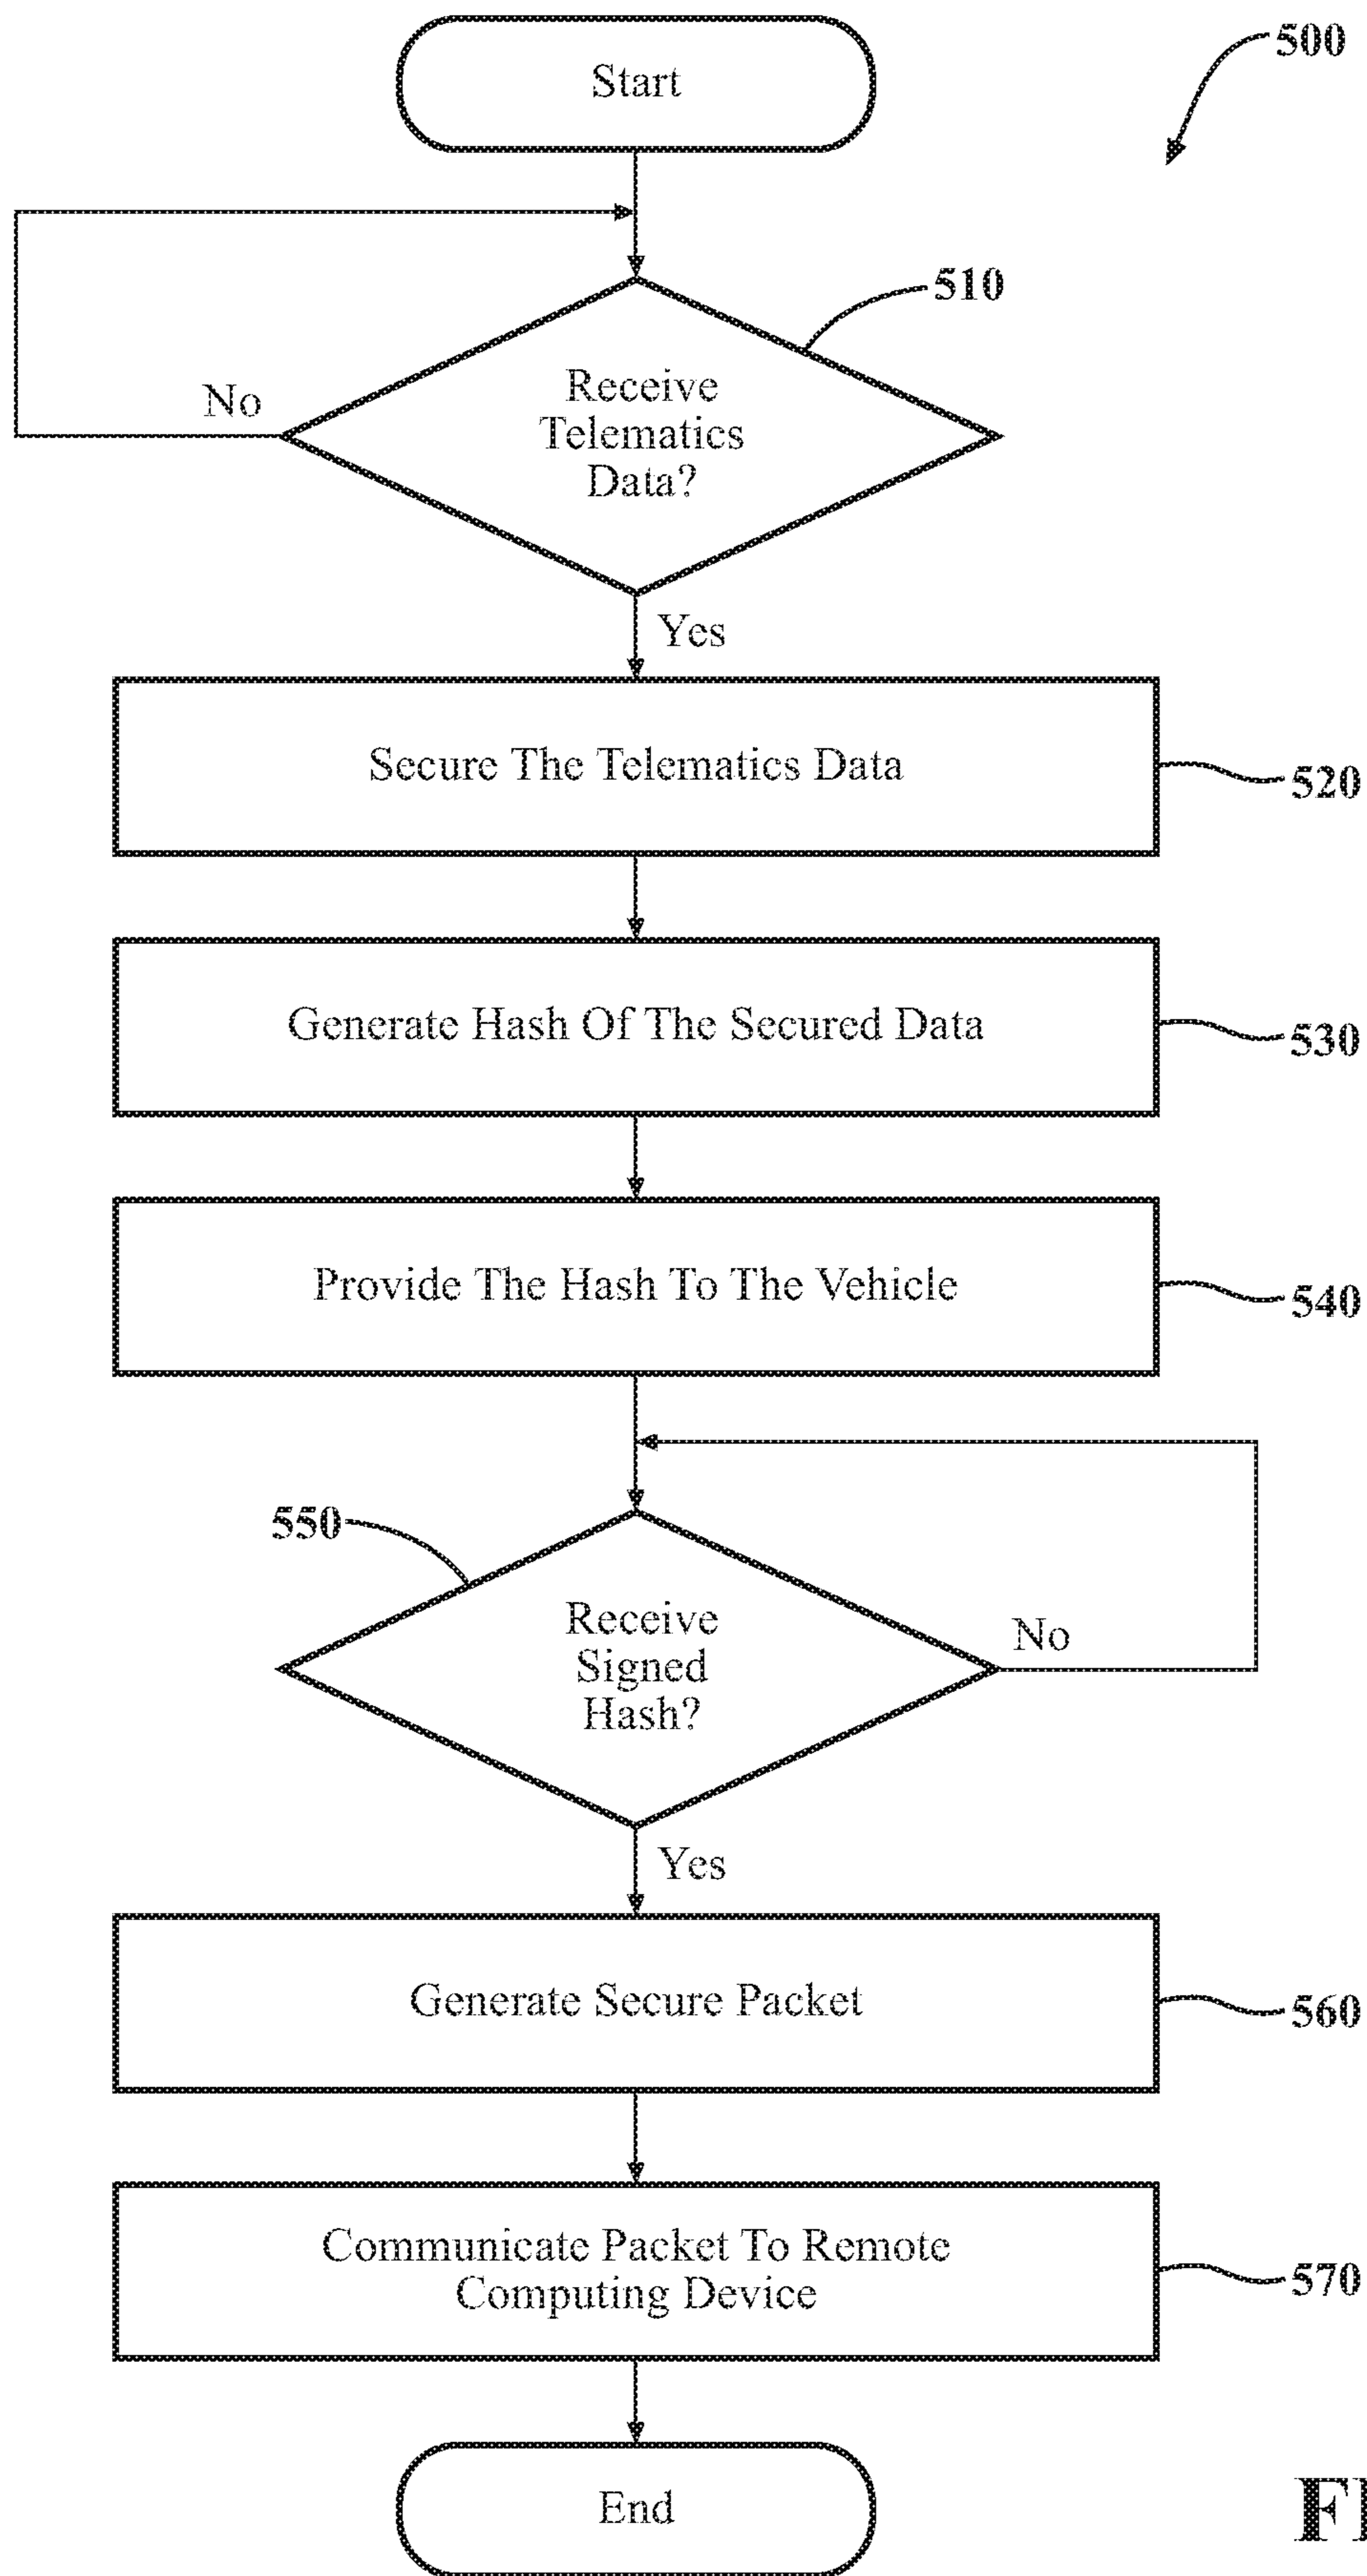 Start
500
510
Receive
Telematics
Data?
No
Yes
Secure The Telematics Data
520
Generate Hash Of The Secured Data
530
Provide The Hash To The Vehicle
540
550
Receive
Signed
Hash?
No
Yes
Generate Secure Packet
560
Communicate Packet To Remote
Computing Device
570
End